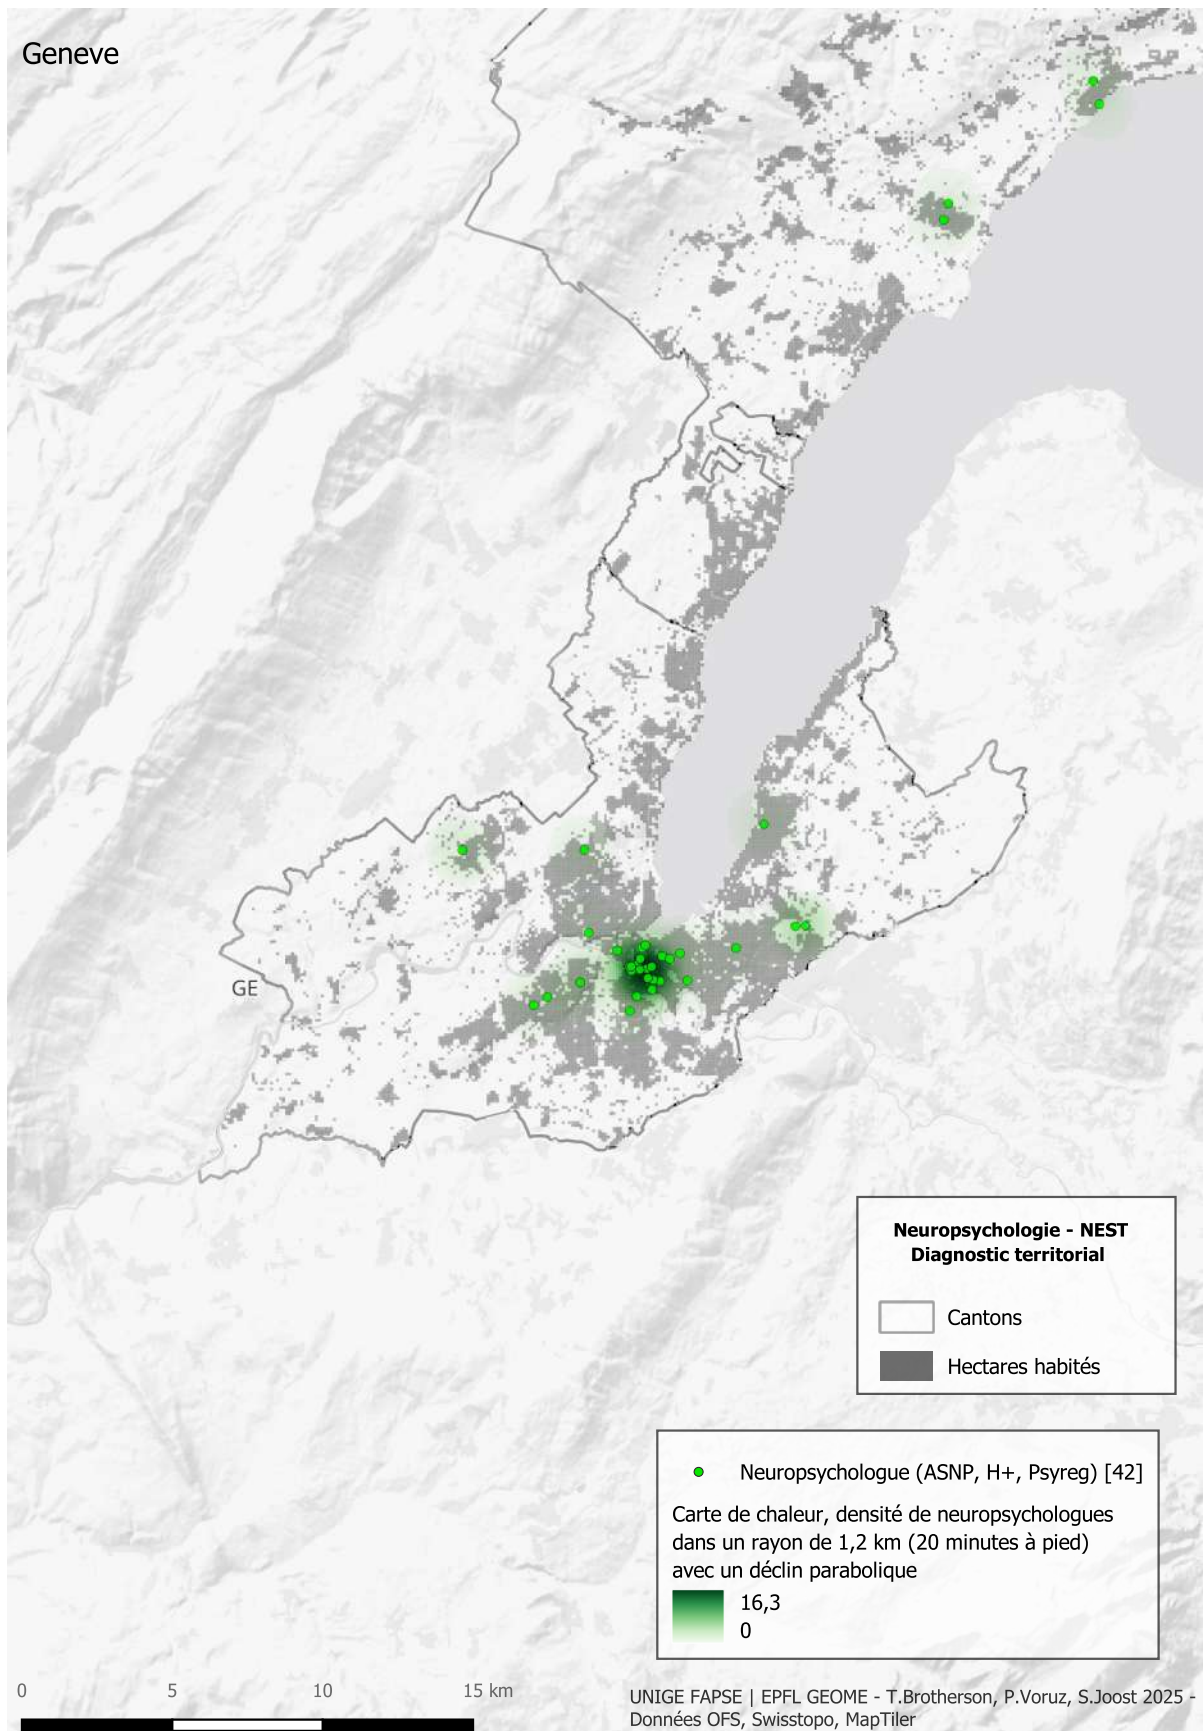 Geneve
GE
Neuropsychologie - NEST
Diagnostic territorial
Cantons
Hectares habités
Neuropsychologue (ASNP, H+, Psyreg) [42]
Carte de chaleur, densité de neuropsychologues
dans un rayon de 1,2 km (20 minutes à pied)
avec un déclin parabolique
16,3
0
0 5 10 15 km
UNIGE FAPSE | EPFL GEOME - T.Brotherson, P.Voruz, S.Joost 2025 -
Données OFS, Swisstopo, MapTiler